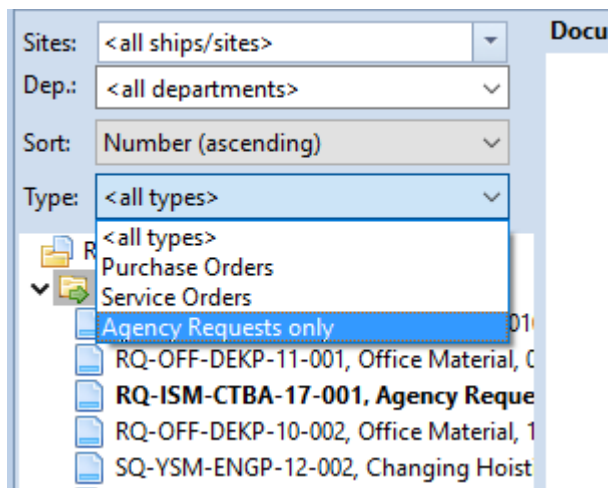 Sites: <all ships/sites>
Docu
Dep.: <all departments>
Sort: Number (ascending)
Type: <all types>
<all types>
Purchase Orders
Service Orders
Agency Requests only
RQ-OFF-DEKP-11-001, Office Material, 0
RQ-ISM-CTBA-17-001, Agency Reque
RQ-OFF-DEKP-10-002, Office Material, 1
SQ-YSM-ENGP-12-002, Changing Hoist